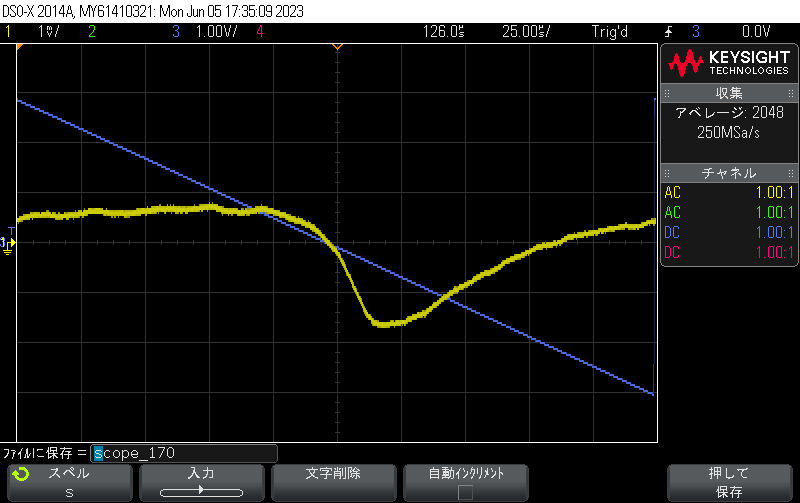 DSO-X 2014A, MY61410321: Mon Jun 05 17:35:09 2023
1 1㎷/ 2 3 1.00V/ 4 126.0㎲ 25.00㎲/ Trig'd 3 0.0V
KEYSIGHT
TECHNOLOGIES
収集
アベレージ: 2048
250MSa/s
チャネル
AC 1.00:1
AC 1.00:1
DC 1.00:1
DC 1.00:1
T
ファイルに保存 = scope_170
スペル
s
入力
文字削除
自動インクリメント
押して
保存